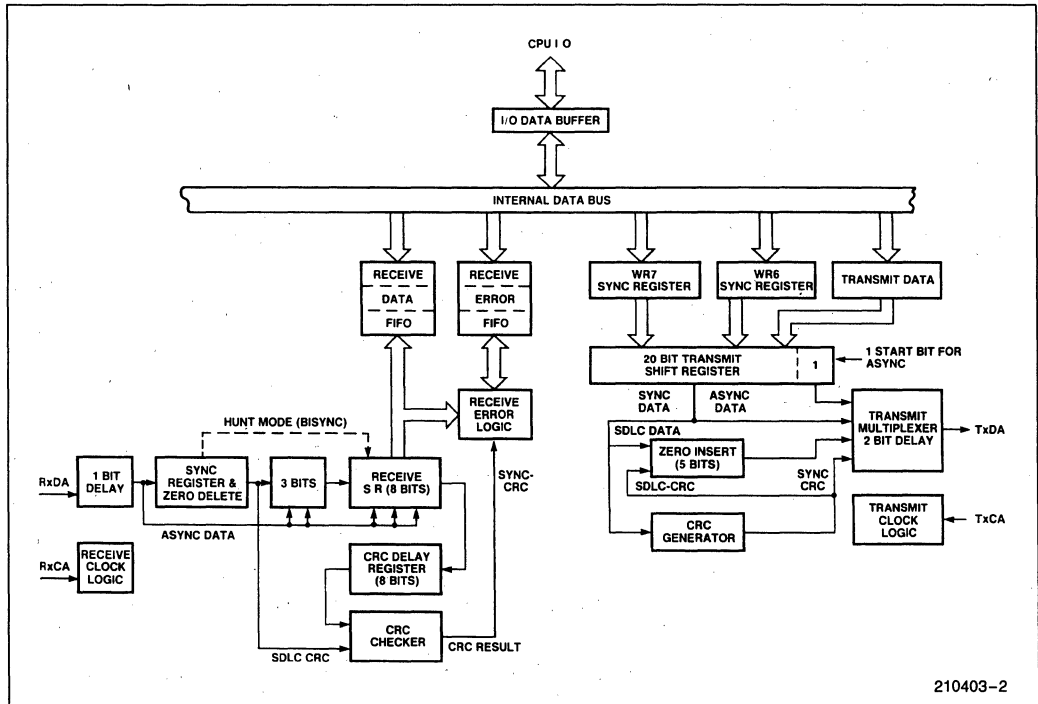 CPU I O
I/O DATA BUFFER
INTERNAL DATA BUS
RECEIVE
DATA
FIFO
RECEIVE
ERROR
FIFO
WR7
SYNC REGISTER
WR6
SYNC REGISTER
TRANSMIT DATA
20 BIT TRANSMIT
SHIFT REGISTER
1
1 START BIT FOR
ASYNC
RECEIVE
ERROR
LOGIC
SYNC
DATA
ASYNC
DATA
TRANSMIT
MULTIPLEXER
2 BIT DELAY
TxDA
HUNT MODE (BISYNC)
SDLC DATA
ZERO INSERT
(5 BITS)
SYNC
CRC
SDLC-CRC
RxDA
1 BIT
DELAY
SYNC
REGISTER &
ZERO DELETE
3 BITS
RECEIVE
S R (8 BITS)
SYNC-
CRC
ASYNC DATA
CRC
GENERATOR
TRANSMIT
CLOCK
LOGIC
TxCA
RxCA
RECEIVE
CLOCK
LOGIC
CRC DELAY
REGISTER
(8 BITS)
CRC
CHECKER
SDLC CRC
CRC RESULT
210403-2